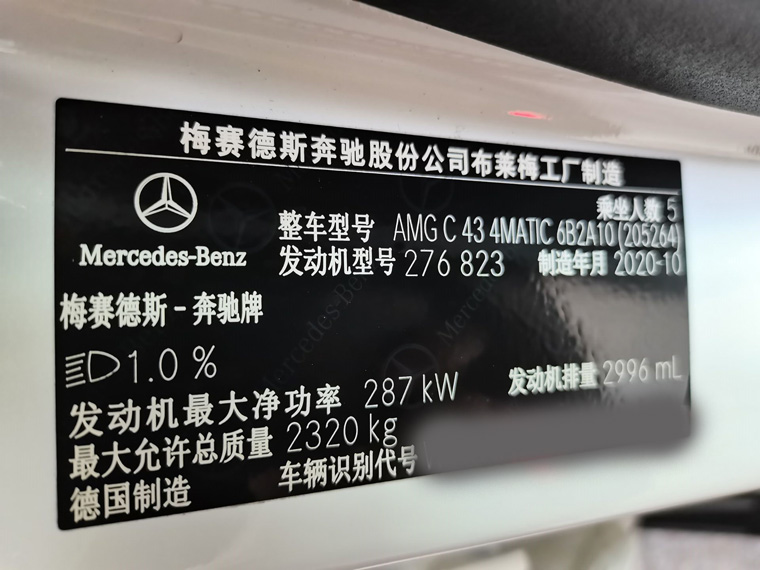 梅赛德斯奔驰股份公司布莱梅工厂制造
乘坐人数 5
Mercedes-Benz
整车型号 AMG C 43 4MATIC 6B2A10 (205264)
发动机型号 276 823 制造年月 2020-10
梅赛德斯－奔驰牌
1.0 %
发动机最大净功率 287 kW 发动机排量 2996 mL
最大允许总质量 2320 kg
车辆识别代号
德国制造